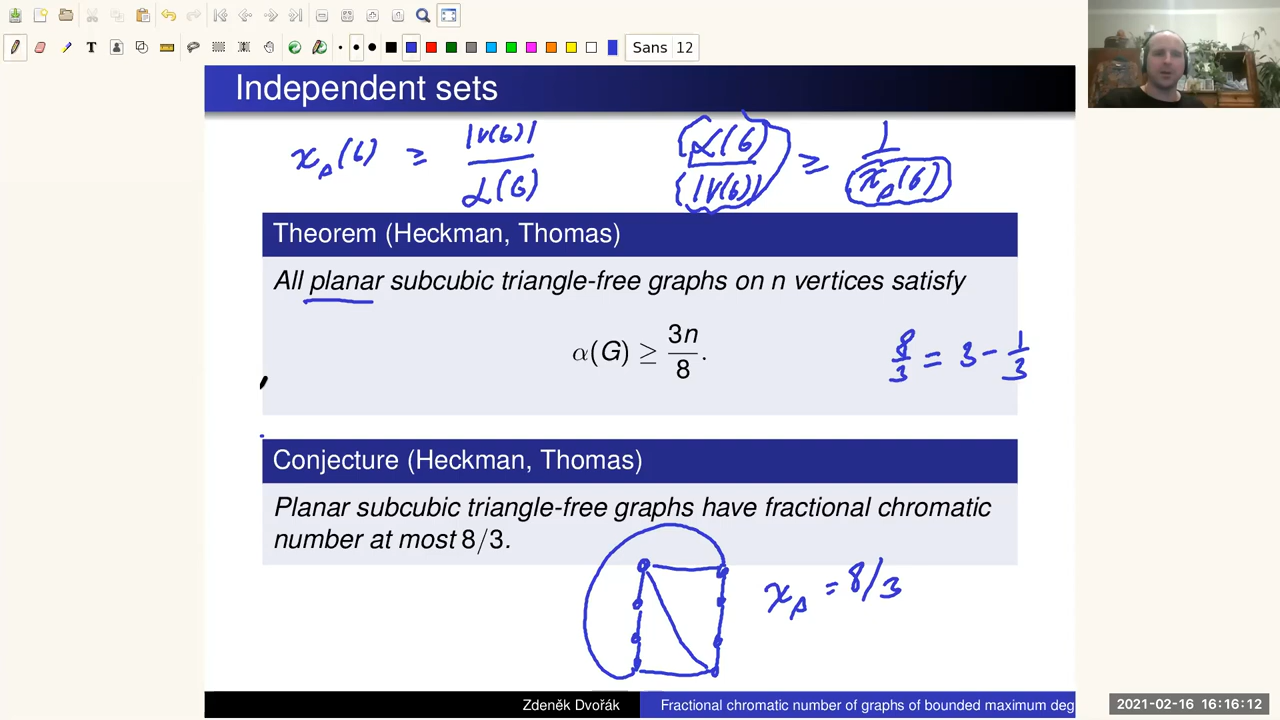 Sans 12
Independent sets
χ_f(G) ≥ |V(G)| / α(G)
α(G) / |V(G)| ≥ 1 / χ_f(G)
Theorem (Heckman, Thomas)
All planar subcubic triangle-free graphs on n vertices satisfy
α(G) ≥ 3n / 8.
8/3 = 3 - 1/3
Conjecture (Heckman, Thomas)
Planar subcubic triangle-free graphs have fractional chromatic
number at most 8/3.
χ_f = 8/3
Zdeněk Dvořák
Fractional chromatic number of graphs of bounded maximum deg
2021-02-16 16:16:12